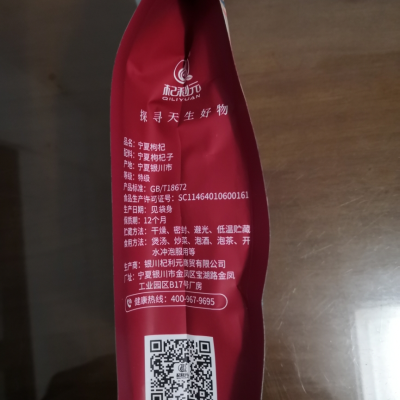 杞利元
QILIYUAN
探寻天生好物
品名：宁夏枸杞
配料：宁夏枸杞子
产地：宁夏银川市
等级：特级
产品标准：GB/T18672
食品生产许可证号：SC11464010600161
生产日期：见袋身
保质期：12个月
贮藏方法：干燥、密封、避光、低温贮藏
食用方法：煲汤、炒菜、泡酒、泡茶、开
水冲泡服用等
生产商：银川杞利元商贸有限公司
厂址：宁夏银川市金凤区宝湖路金凤
工业园区B17号厂房
健康热线：400-967-9695